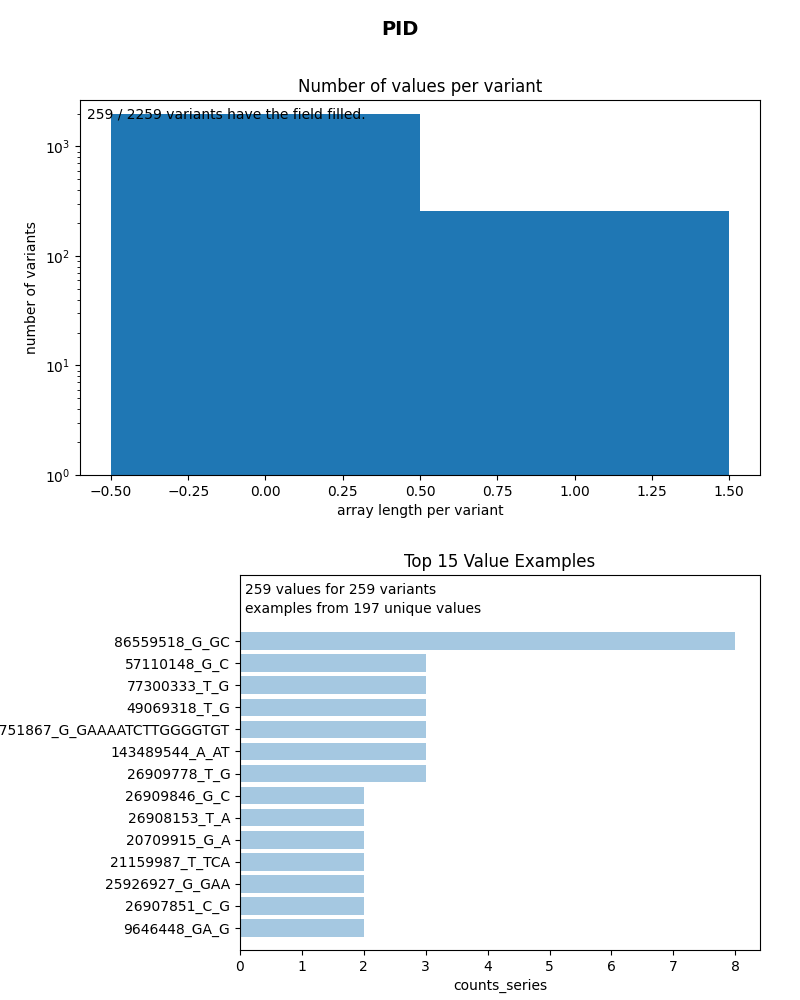 PID
Number of values per variant
259 / 2259 variants have the field filled.
10³
10²
10¹
10⁰
number of variants
−0.50 −0.25 0.00 0.25 0.50 0.75 1.00 1.25 1.50
array length per variant
Top 15 Value Examples
259 values for 259 variants
examples from 197 unique values
86559518_G_GC
57110148_G_C
77300333_T_G
49069318_T_G
751867_G_GAAAATCTTGGGGTGT
143489544_A_AT
26909778_T_G
26909846_G_C
26908153_T_A
20709915_G_A
21159987_T_TCA
25926927_G_GAA
26907851_C_G
9646448_GA_G
0 1 2 3 4 5 6 7 8
counts_series